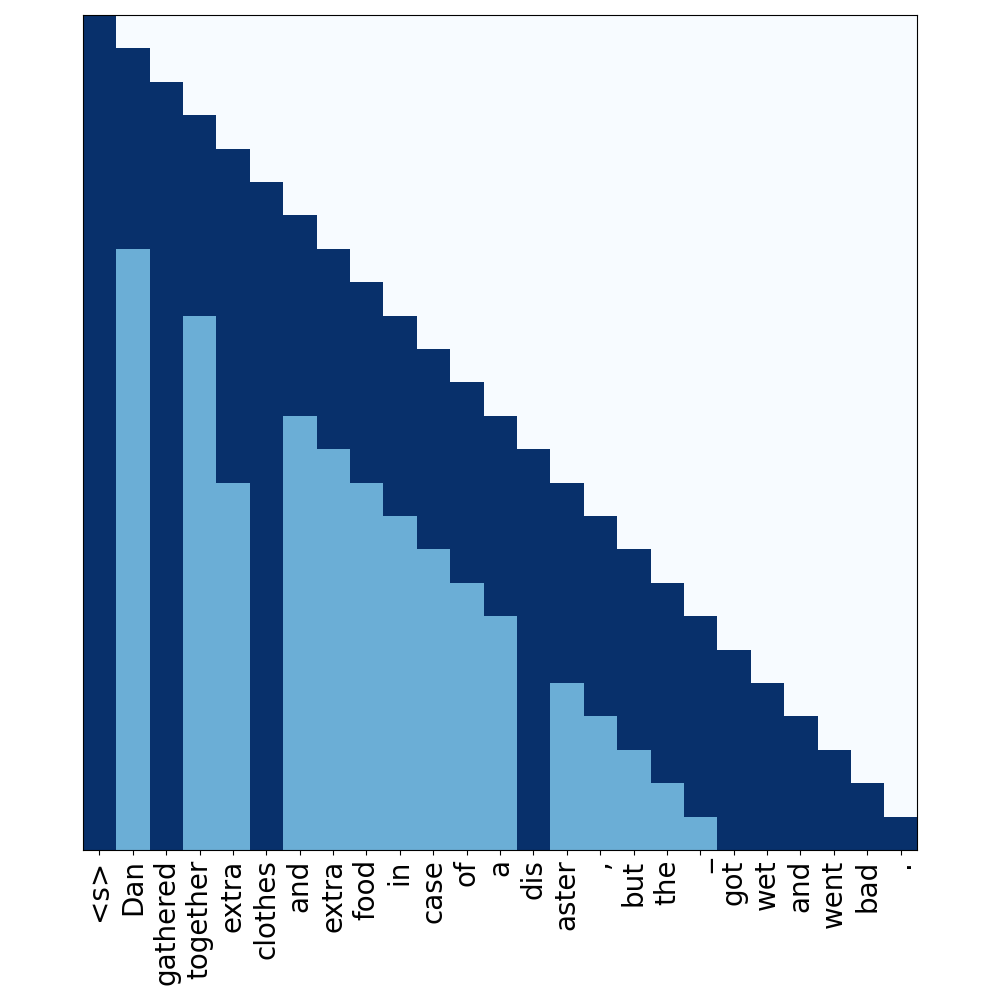 <s>
Dan
gathered
together
extra
clothes
and
extra
food
in
case
of
a
dis
aster
,
but
the
_
got
wet
and
went
bad
.